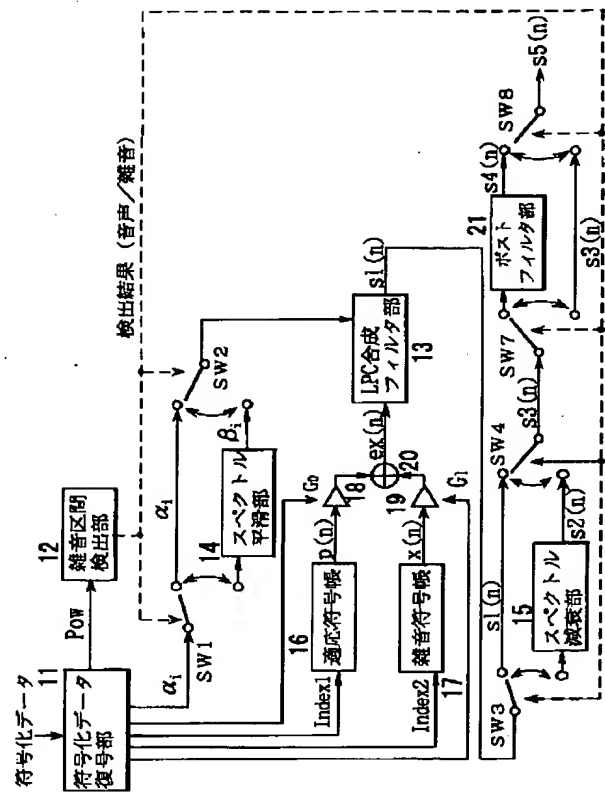 符号化データ
11
符号化データ
復号部
Pow
12
雑音区間
検出部
検出結果(音声/雑音)
αi
SW1
αi
14
スペクトル
平滑部
βi
SW2
Index1
16
適応符号帳
p(n)
G0
18
Index2
17
雑音符号帳
x(n)
19
G1
20
ex(n)
LPC合成
フィルタ部
13
s1(n)
SW3
s1(n)
15
スペクトル
減衰部
s2(n)
SW4
s3(n)
SW7
21
ポスト
フィルタ部
s4(n)
s3(n)
SW8
s5(n)